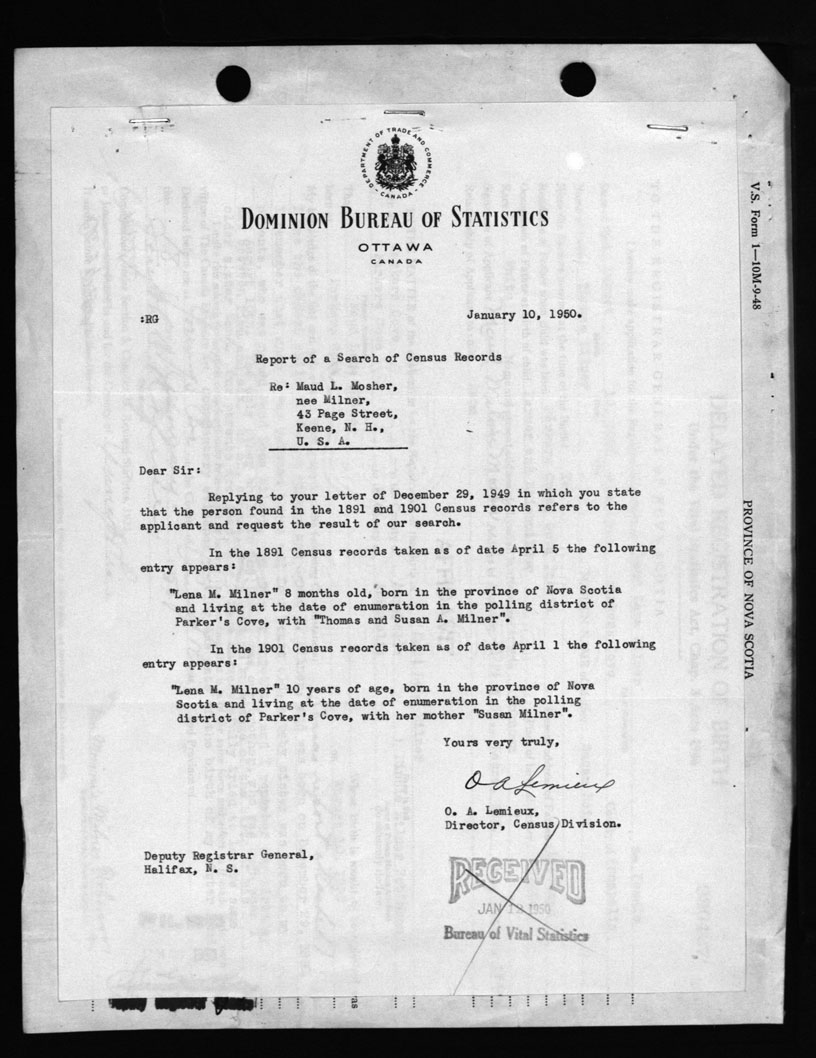 DEPARTMENT OF TRADE AND COMMERCE
CANADA
DOMINION BUREAU OF STATISTICS
OTTAWA
CANADA
:RG
January 10, 1950.
Report of a Search of Census Records
Re: Maud L. Mosher,
nee Milner,
43 Page Street,
Keene, N. H.,
U. S. A.
Dear Sir:
Replying to your letter of December 29, 1949 in which you state
that the person found in the 1891 and 1901 Census records refers to the
applicant and request the result of our search.
In the 1891 Census records taken as of date April 5 the following
entry appears:
"Lena M. Milner" 8 months old, born in the province of Nova Scotia
and living at the date of enumeration in the polling district of
Parker's Cove, with "Thomas and Susan A. Milner".
In the 1901 Census records taken as of date April 1 the following
entry appears:
"Lena M. Milner" 10 years of age, born in the province of Nova
Scotia and living at the date of enumeration in the polling
district of Parker's Cove, with her mother "Susan Milner".
Yours very truly,
O A Lemieux
O. A. Lemieux,
Director, Census Division.
Deputy Registrar General,
Halifax, N. S.
RECEIVED
JAN 12 1950
Bureau of Vital Statistics
V.S. Form 1—10M-9-48
PROVINCE OF NOVA SCOTIA